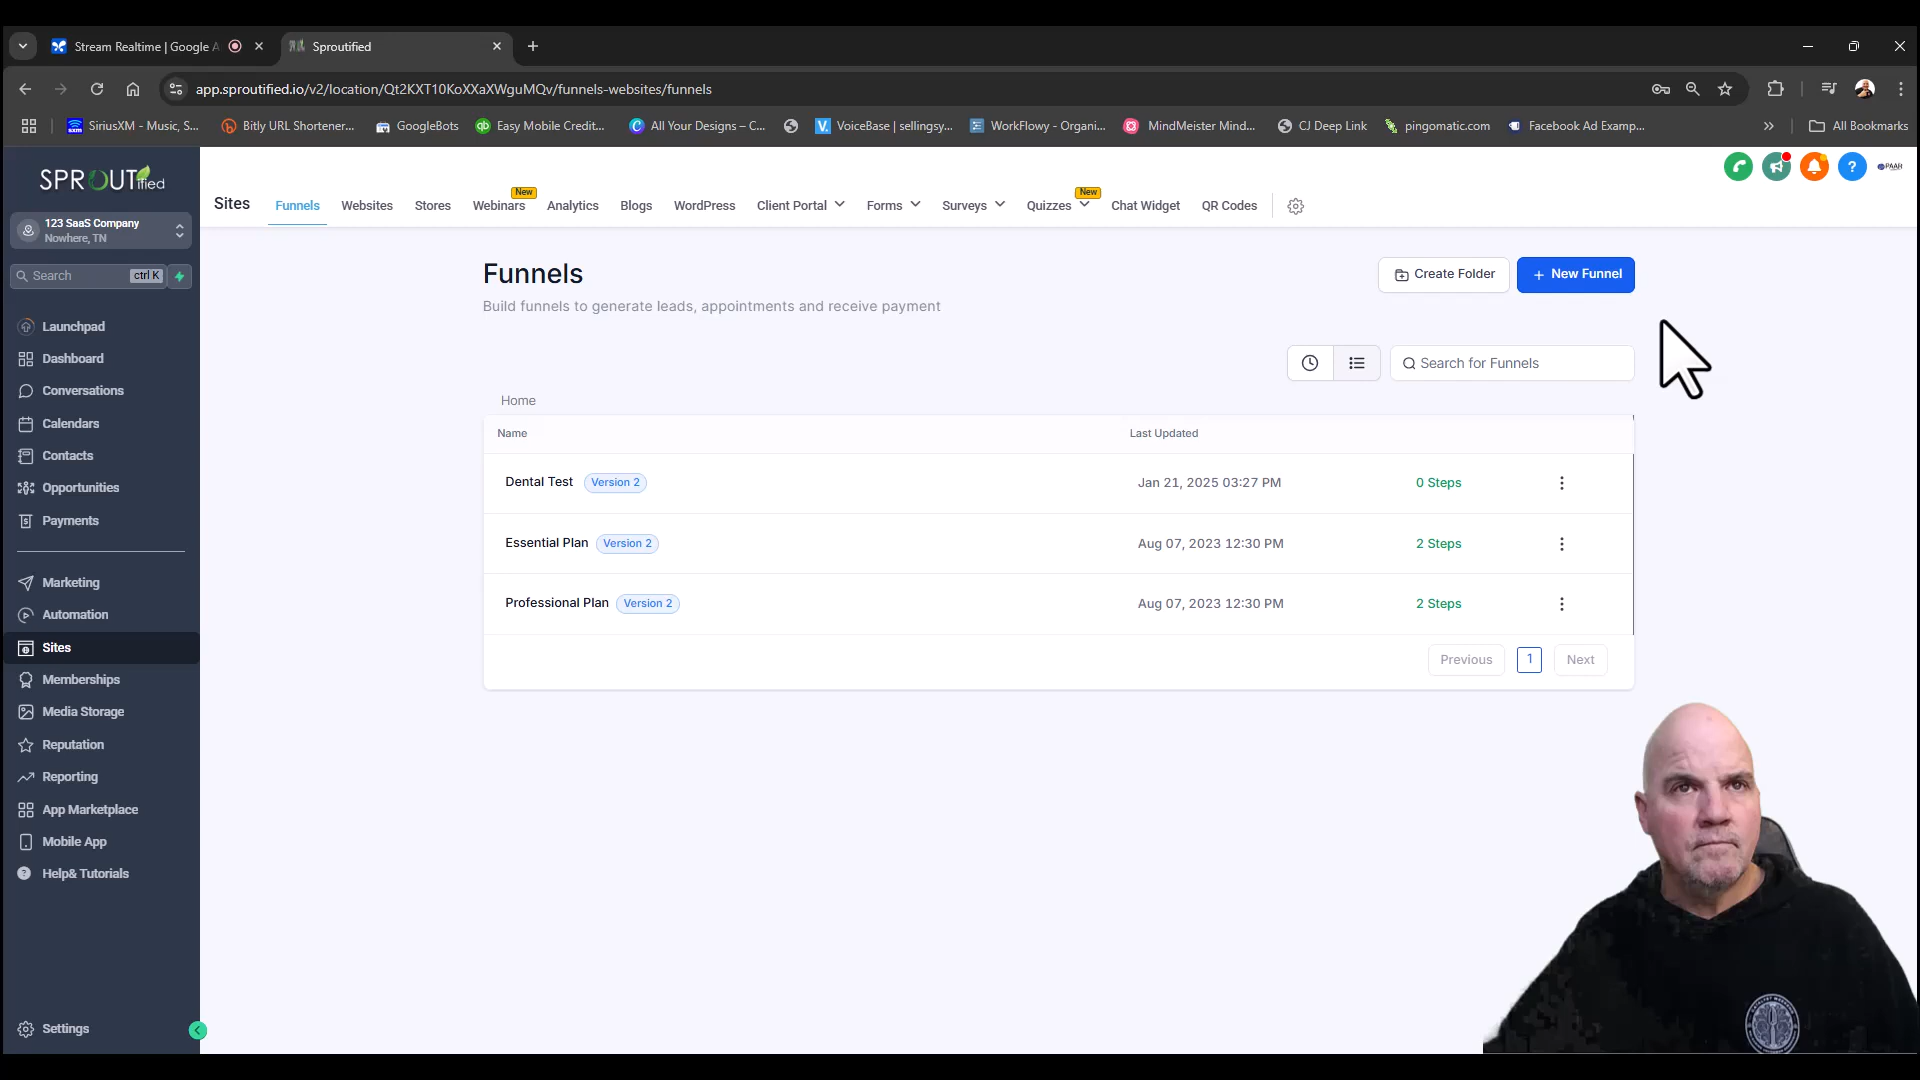 Stream Realtime | Google A
Sproutified
app.sproutified.io/v2/location/Qt2KXT10KoXXaXWguMQv/funnels-websites/funnels
SiriusXM - Music, S...
Bitly URL Shortener...
GoogleBots
Easy Mobile Credit...
All Your Designs – C...
VoiceBase | sellingsy...
WorkFlowy - Organi...
MindMeister Mind...
CJ Deep Link
pingomatic.com
Facebook Ad Examp...
All Bookmarks
SPROUTified
123 SaaS Company
Nowhere, TN
Search ctrl K
Launchpad
Dashboard
Conversations
Calendars
Contacts
Opportunities
Payments
Marketing
Automation
Sites
Memberships
Media Storage
Reputation
Reporting
App Marketplace
Mobile App
Help& Tutorials
Settings
Sites
Funnels
Websites
Stores
Webinars New
Analytics
Blogs
WordPress
Client Portal
Forms
Surveys
Quizzes New
Chat Widget
QR Codes
Funnels
Build funnels to generate leads, appointments and receive payment
Create Folder
+ New Funnel
Search for Funnels
Home
Name Last Updated
Dental Test Version 2 Jan 21, 2025 03:27 PM 0 Steps
Essential Plan Version 2 Aug 07, 2023 12:30 PM 2 Steps
Professional Plan Version 2 Aug 07, 2023 12:30 PM 2 Steps
Previous 1 Next